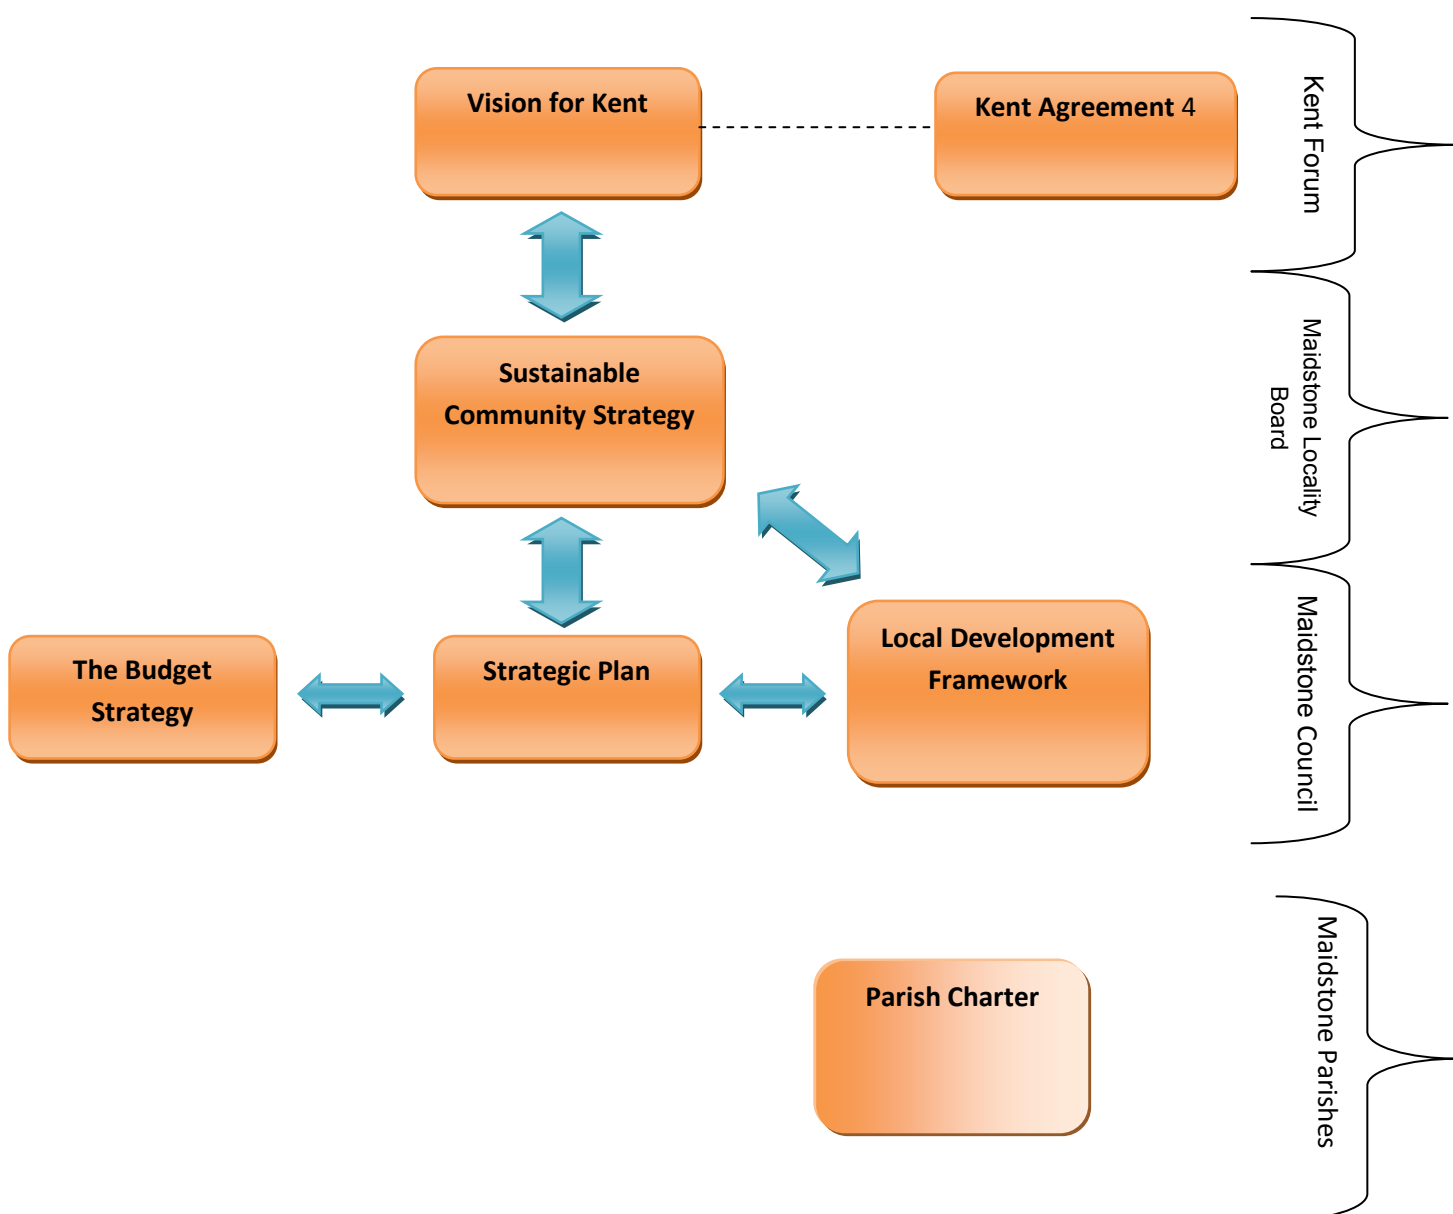 Vision for Kent
Kent Agreement 4
Kent Forum
Sustainable
Community Strategy
Maidstone Locality
Board
The Budget
Strategy
Strategic Plan
Local Development
Framework
Maidstone Council
Parish Charter
Maidstone Parishes